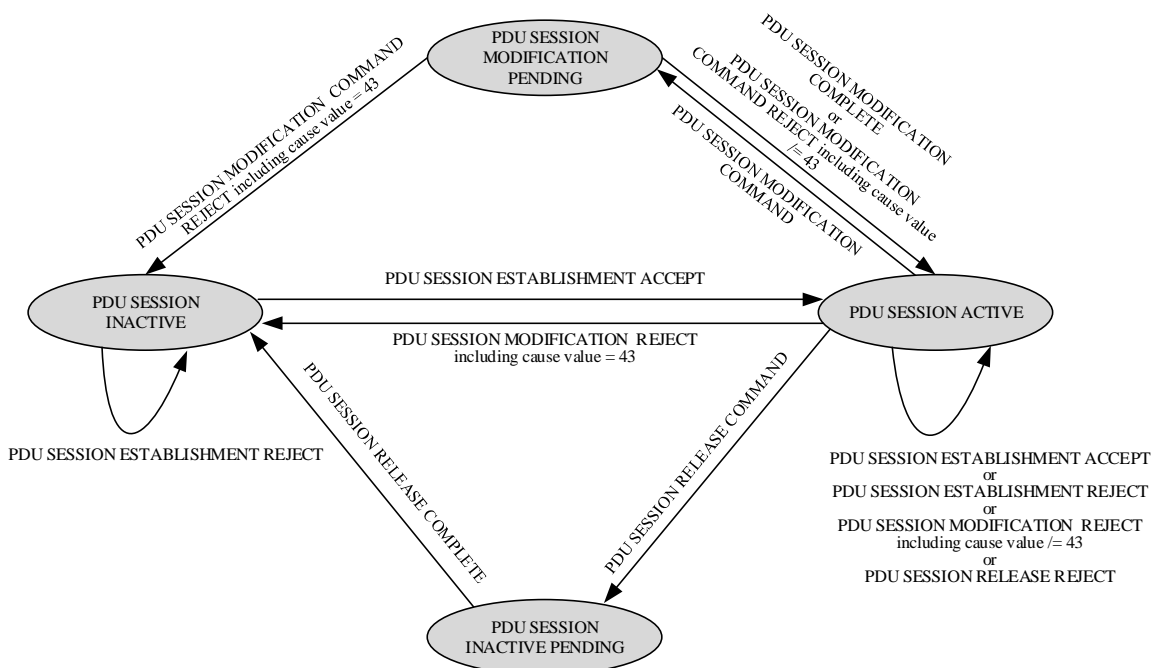 PDU SESSION
MODIFICATION
PENDING
PDU SESSION MODIFICATION COMMAND
REJECT including cause value = 43
PDU SESSION MODIFICATION
COMPLETE
or
PDU SESSION MODIFICATION
COMMAND REJECT including cause value
/= 43
PDU SESSION MODIFICATION
COMMAND
PDU SESSION
INACTIVE
PDU SESSION ESTABLISHMENT ACCEPT
PDU SESSION MODIFICATION REJECT
including cause value = 43
PDU SESSION ACTIVE
PDU SESSION ESTABLISHMENT REJECT
PDU SESSION RELEASE COMPLETE
PDU SESSION RELEASE COMMAND
PDU SESSION ESTABLISHMENT ACCEPT
or
PDU SESSION ESTABLISHMENT REJECT
or
PDU SESSION MODIFICATION REJECT
including cause value /= 43
or
PDU SESSION RELEASE REJECT
PDU SESSION
INACTIVE PENDING